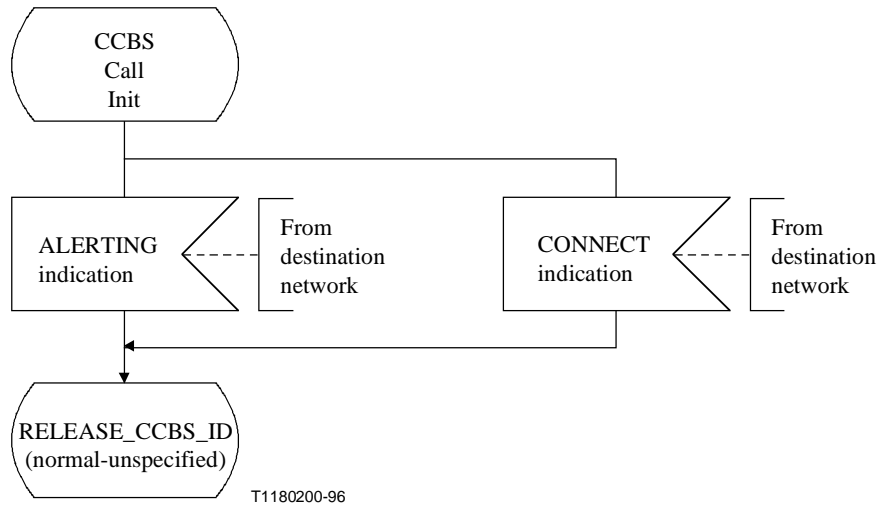 CCBS
Call
Init
ALERTING
indication
From
destination
network
CONNECT
indication
From
destination
network
RELEASE_CCBS_ID
(normal-unspecified)
T1180200-96